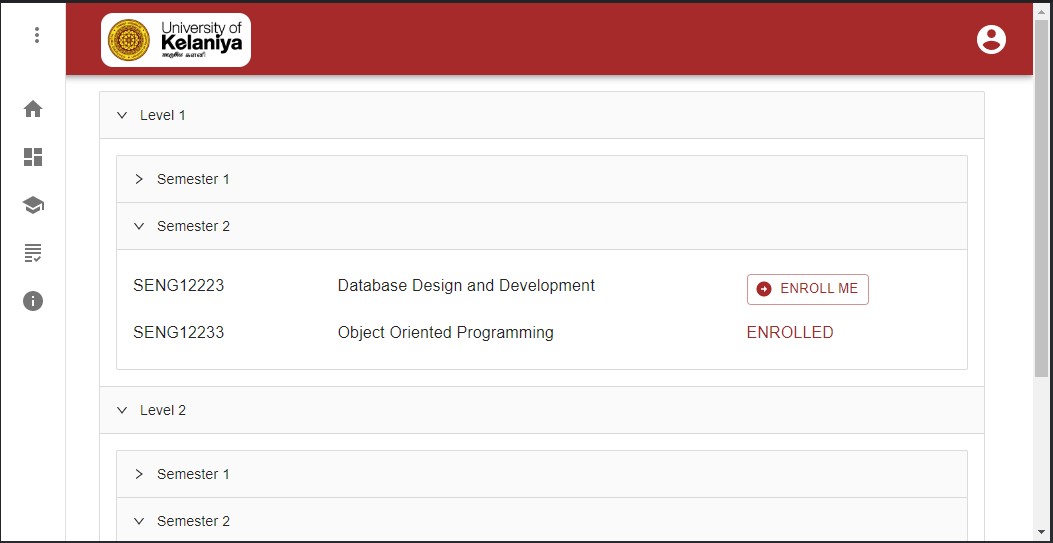 University of
Kelaniya
Level 1
Semester 1
Semester 2
SENG12223 Database Design and Development ENROLL ME
SENG12233 Object Oriented Programming ENROLLED
Level 2
Semester 1
Semester 2